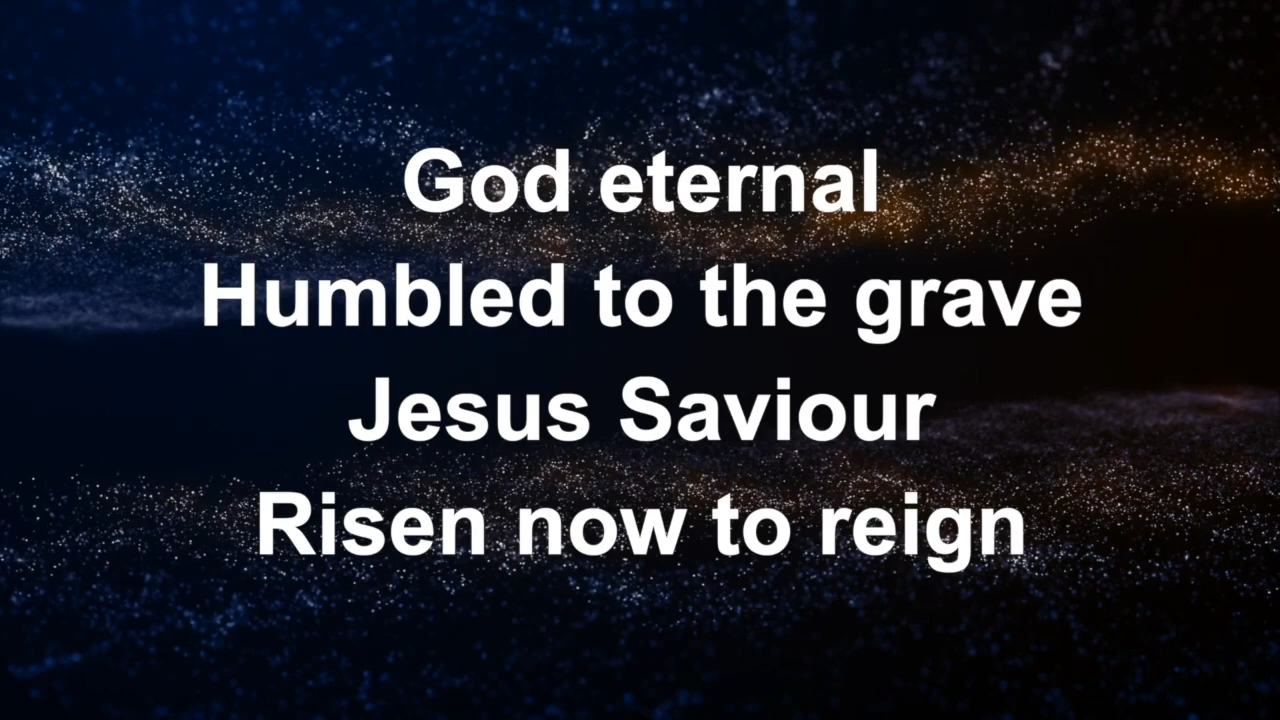 God eternal
Humbled to the grave
Jesus Saviour
Risen now to reign